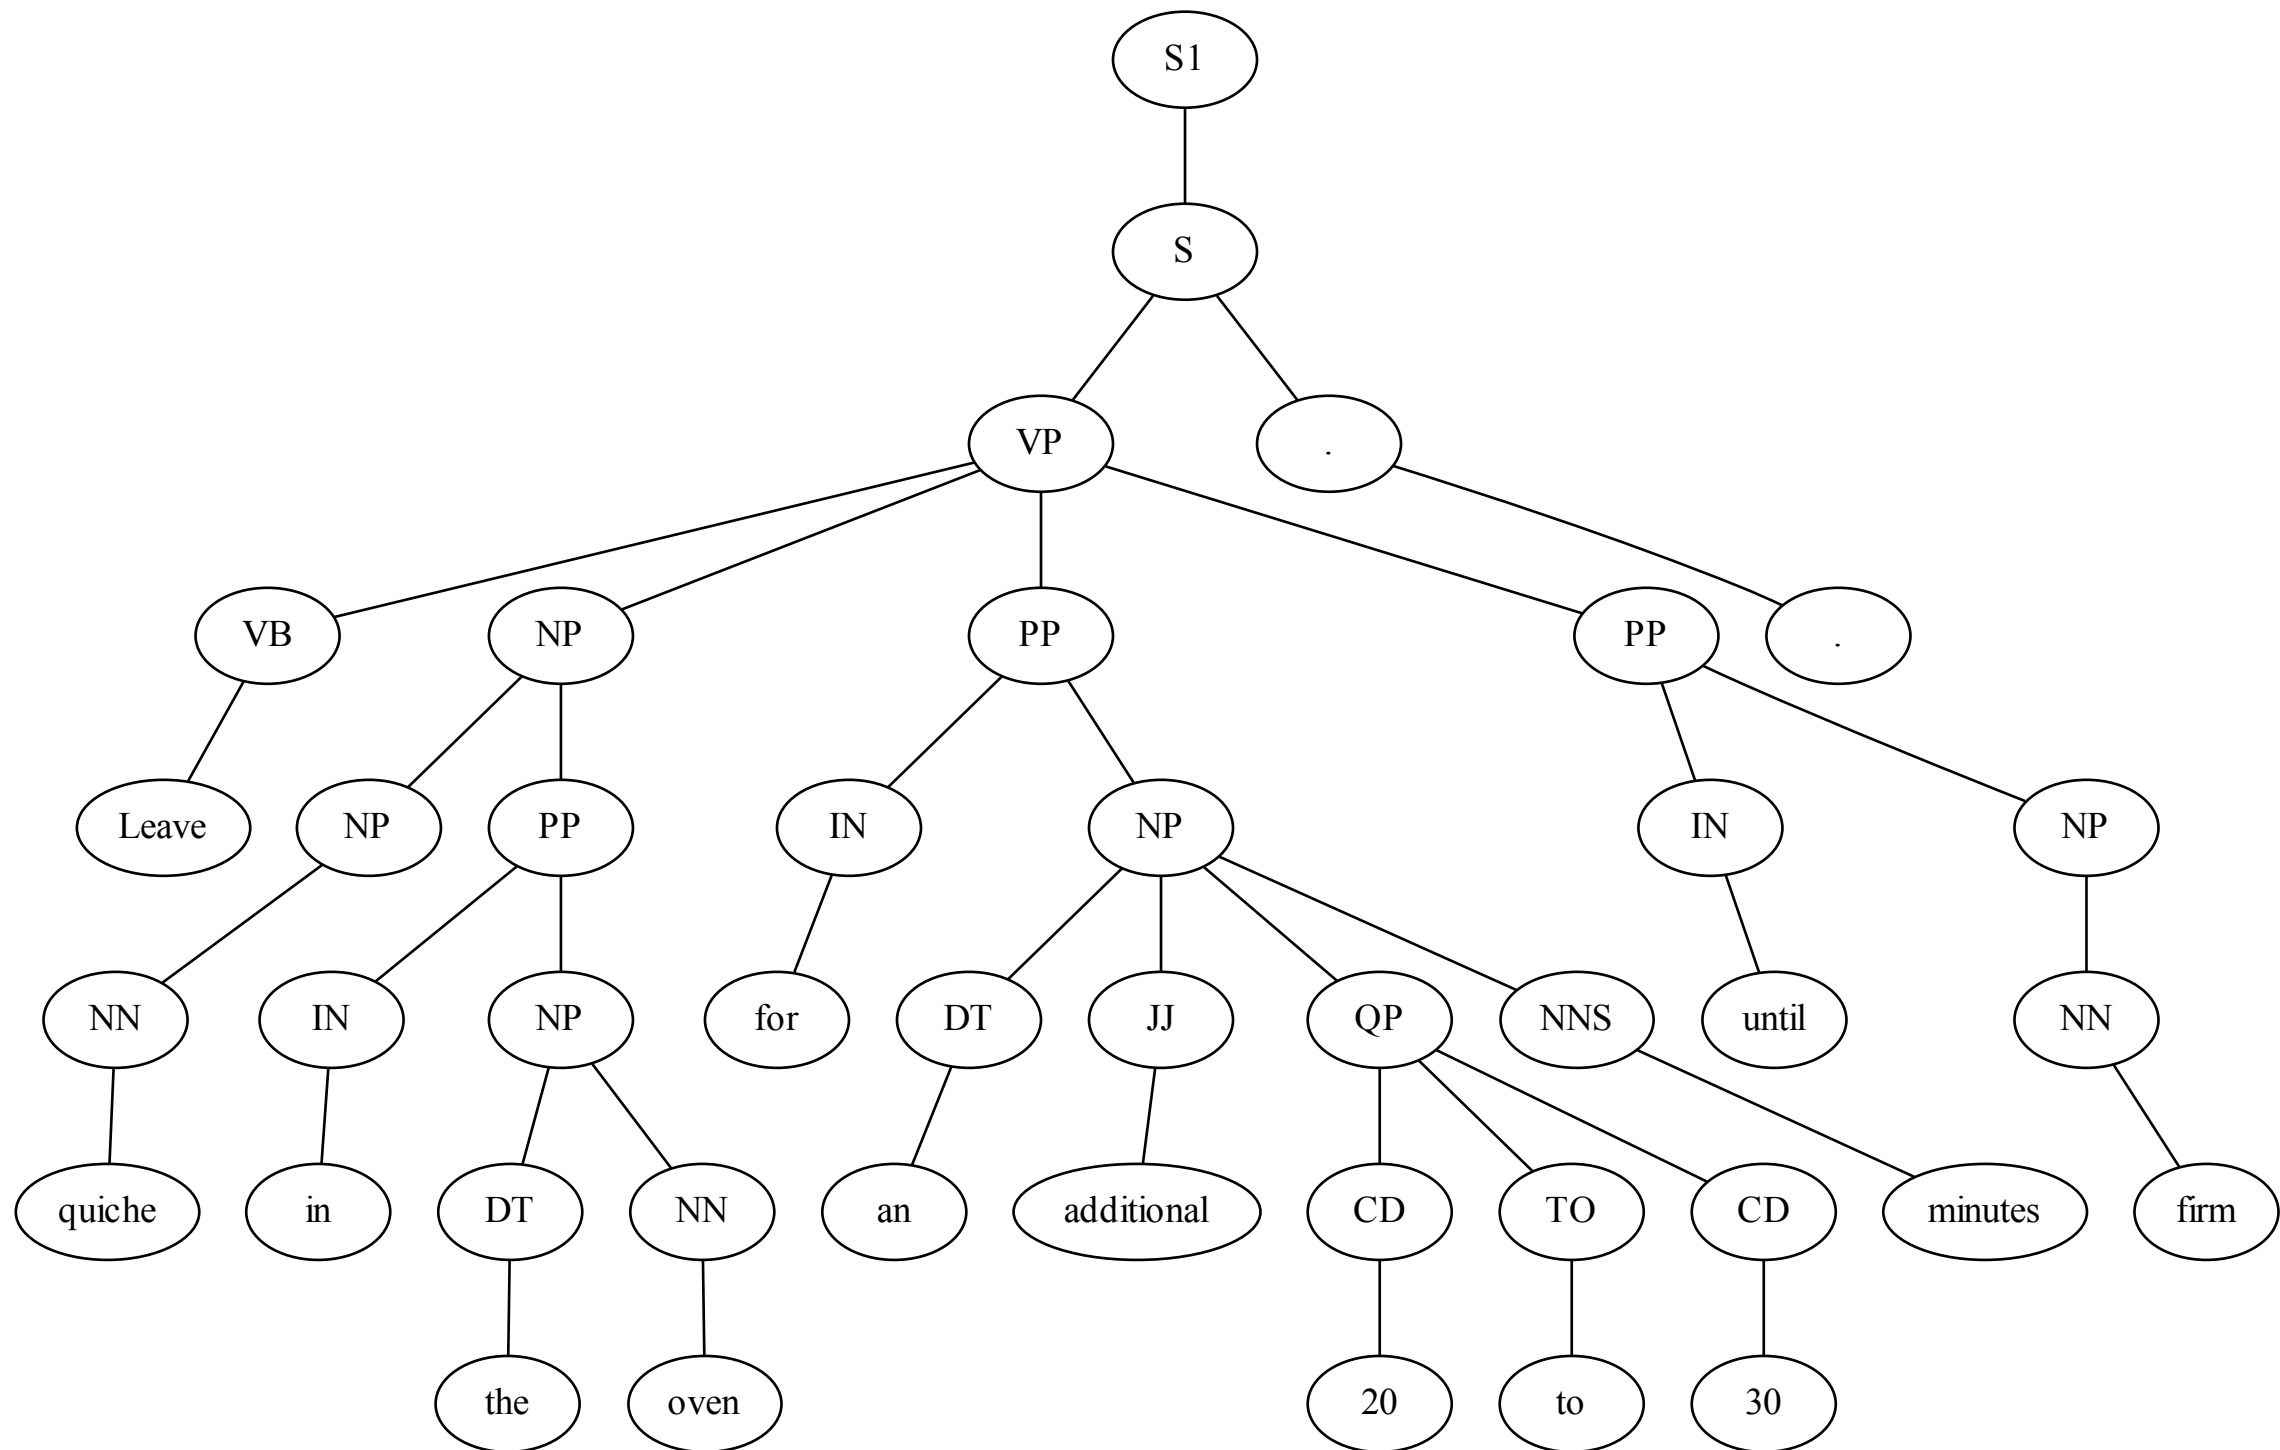 S1
S
VP .
VB NP PP PP .
Leave NP PP IN NP IN NP
NN IN NP for DT JJ QP NNS until NN
quiche in DT NN an additional CD TO CD minutes firm
the oven 20 to 30